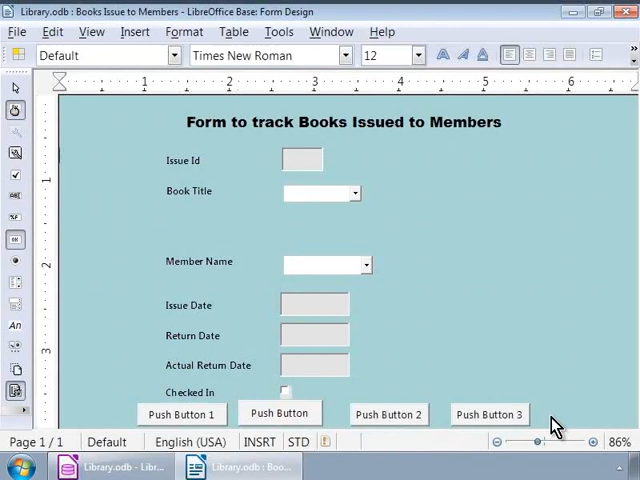 Library.odb: Books Issue to Members - LibreOffice Base: Form Design
File Edit View Insert Format Table Tools Window Help
Default Times New Roman 12
1 2 3 4 5 6
Form to track Books Issued to Members
Issue Id
1
Book Title
Member Name
2
Issue Date
Return Date
3
Actual Return Date
Checked In
Push Button 1 Push Button Push Button 2 Push Button 3
Page 1 / 1 Default English (USA) INSRT STD 86%
Library.odb - Libr... Library.odb : Boo...